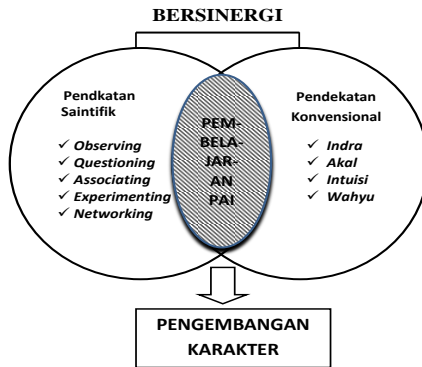 BERSINERGI
Pendkatan
Saintifik
✓ Observing
✓ Questioning
✓ Associating
✓ Experimenting
✓ Networking
PEM-
BELA-
JAR-
AN
PAI
Pendekatan
Konvensional
✓ Indra
✓ Akal
✓ Intuisi
✓ Wahyu
PENGEMBANGAN
KARAKTER